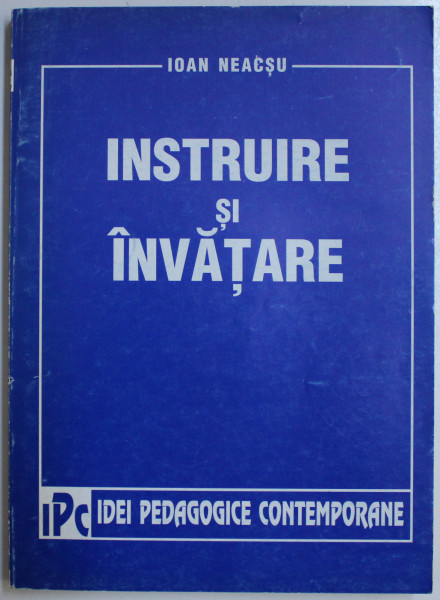 IOAN NEACȘU
INSTRUIRE
ȘI
ÎNVĂȚARE
IPC IDEI PEDAGOGICE CONTEMPORANE